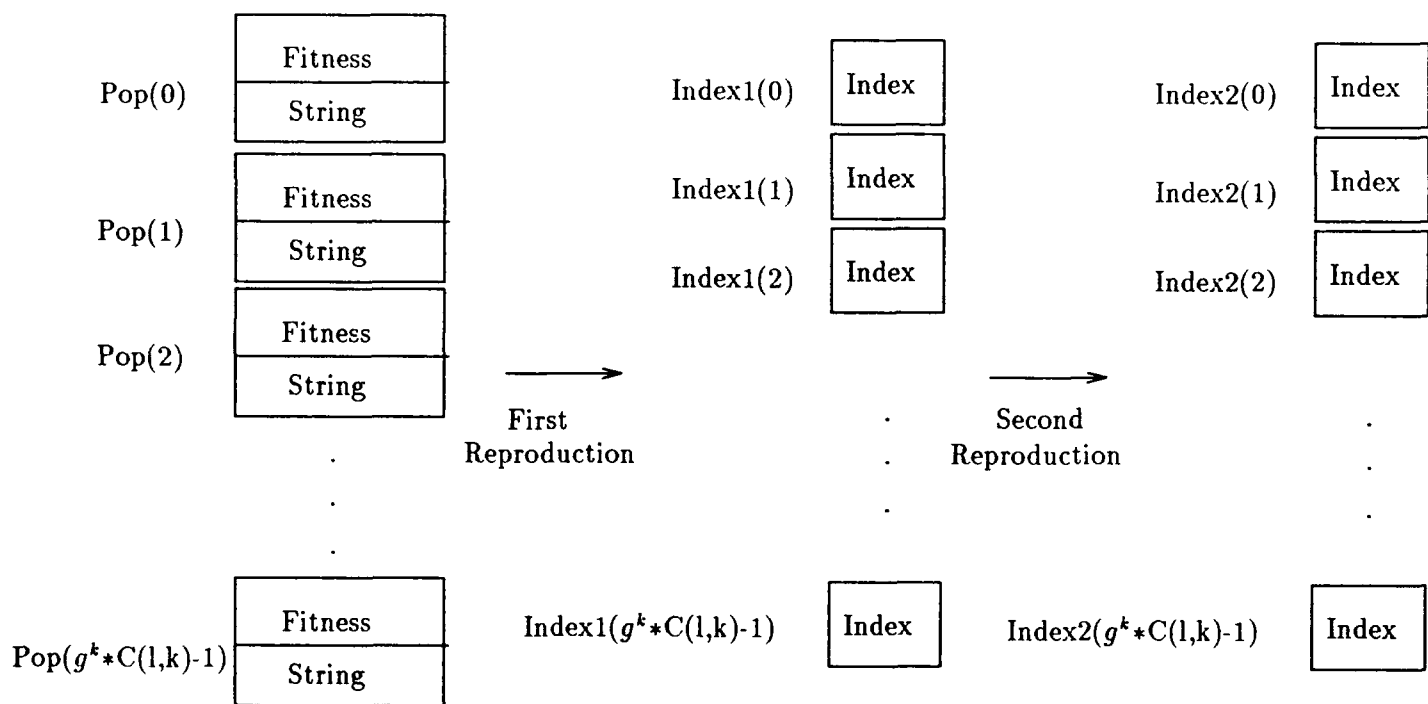 Fitness
Pop(0)
String
Index1(0)
Index
Index2(0)
Index
Fitness
Pop(1)
String
Index1(1)
Index
Index2(1)
Index
Index1(2)
Index
Index2(2)
Index
Fitness
Pop(2)
String
First
Reproduction
Second
Reproduction
Fitness
Pop(g^k*C(l,k)-1)
String
Index1(g^k*C(l,k)-1)
Index
Index2(g^k*C(l,k)-1)
Index